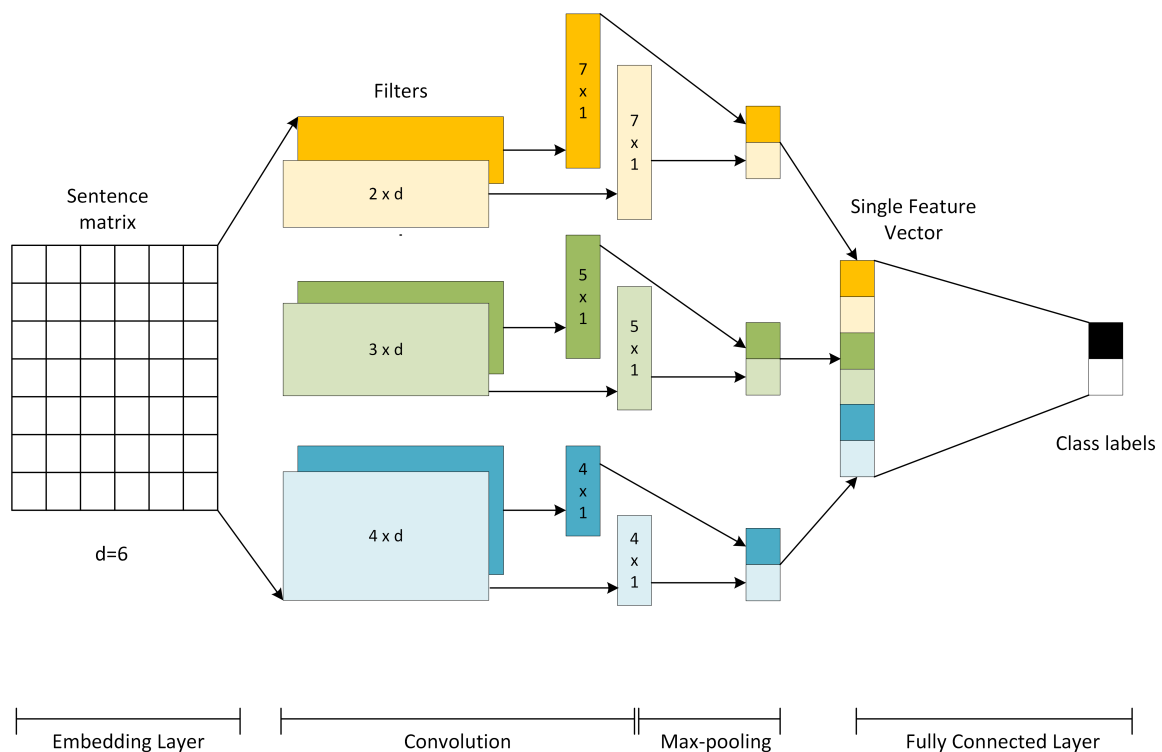 Filters
7
x
1
7
x
1
2 x d
Sentence
matrix
Single Feature
Vector
5
x
1
5
x
1
3 x d
Class labels
4
x
1
4
x
1
4 x d
d=6
Embedding Layer
Convolution
Max-pooling
Fully Connected Layer